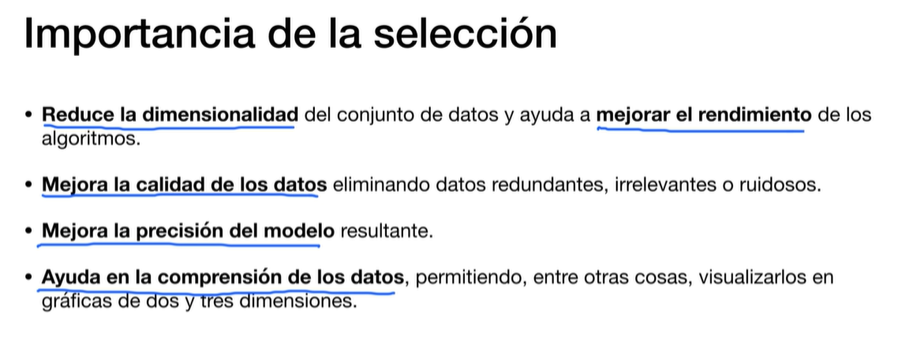 Importancia de la selección
• Reduce la dimensionalidad del conjunto de datos y ayuda a mejorar el rendimiento de los
algoritmos.
• Mejora la calidad de los datos eliminando datos redundantes, irrelevantes o ruidosos.
• Mejora la precisión del modelo resultante.
• Ayuda en la comprensión de los datos, permitiendo, entre otras cosas, visualizarlos en
gráficas de dos y tres dimensiones.